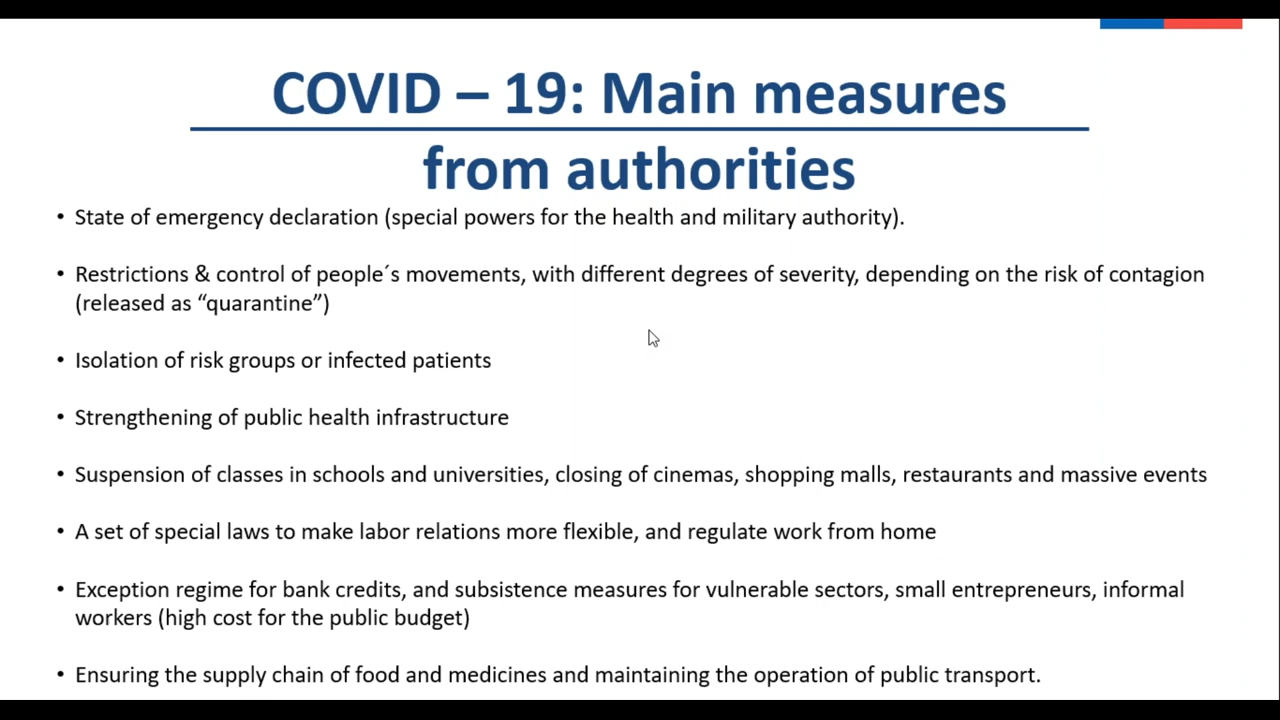 COVID – 19: Main measures
from authorities
• State of emergency declaration (special powers for the health and military authority).
• Restrictions & control of people´s movements, with different degrees of severity, depending on the risk of contagion
(released as “quarantine”)
• Isolation of risk groups or infected patients
• Strengthening of public health infrastructure
• Suspension of classes in schools and universities, closing of cinemas, shopping malls, restaurants and massive events
• A set of special laws to make labor relations more flexible, and regulate work from home
• Exception regime for bank credits, and subsistence measures for vulnerable sectors, small entrepreneurs, informal
workers (high cost for the public budget)
• Ensuring the supply chain of food and medicines and maintaining the operation of public transport.